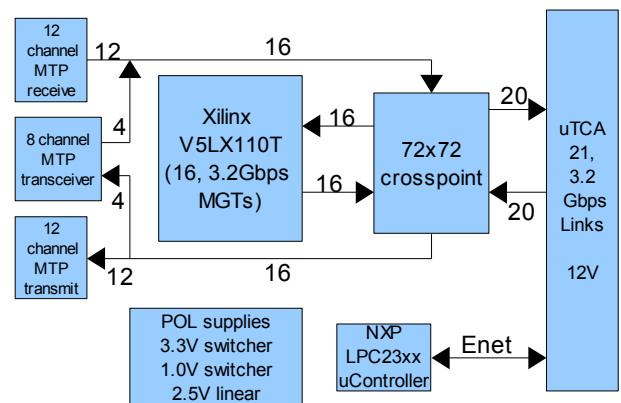 12
channel
MTP
receive
12
16
4
8 channel
MTP
transceiver
4
12
channel
MTP
transmit
12
16
Xilinx
V5LX110T
(16, 3.2Gbps
MGTs)
16
16
72x72
crosspoint
20
20
uTCA
21,
3.2
Gbps
Links
12V
POL supplies
3.3V switcher
1.0V switcher
2.5V linear
NXP
LPC23xx
uController
Enet